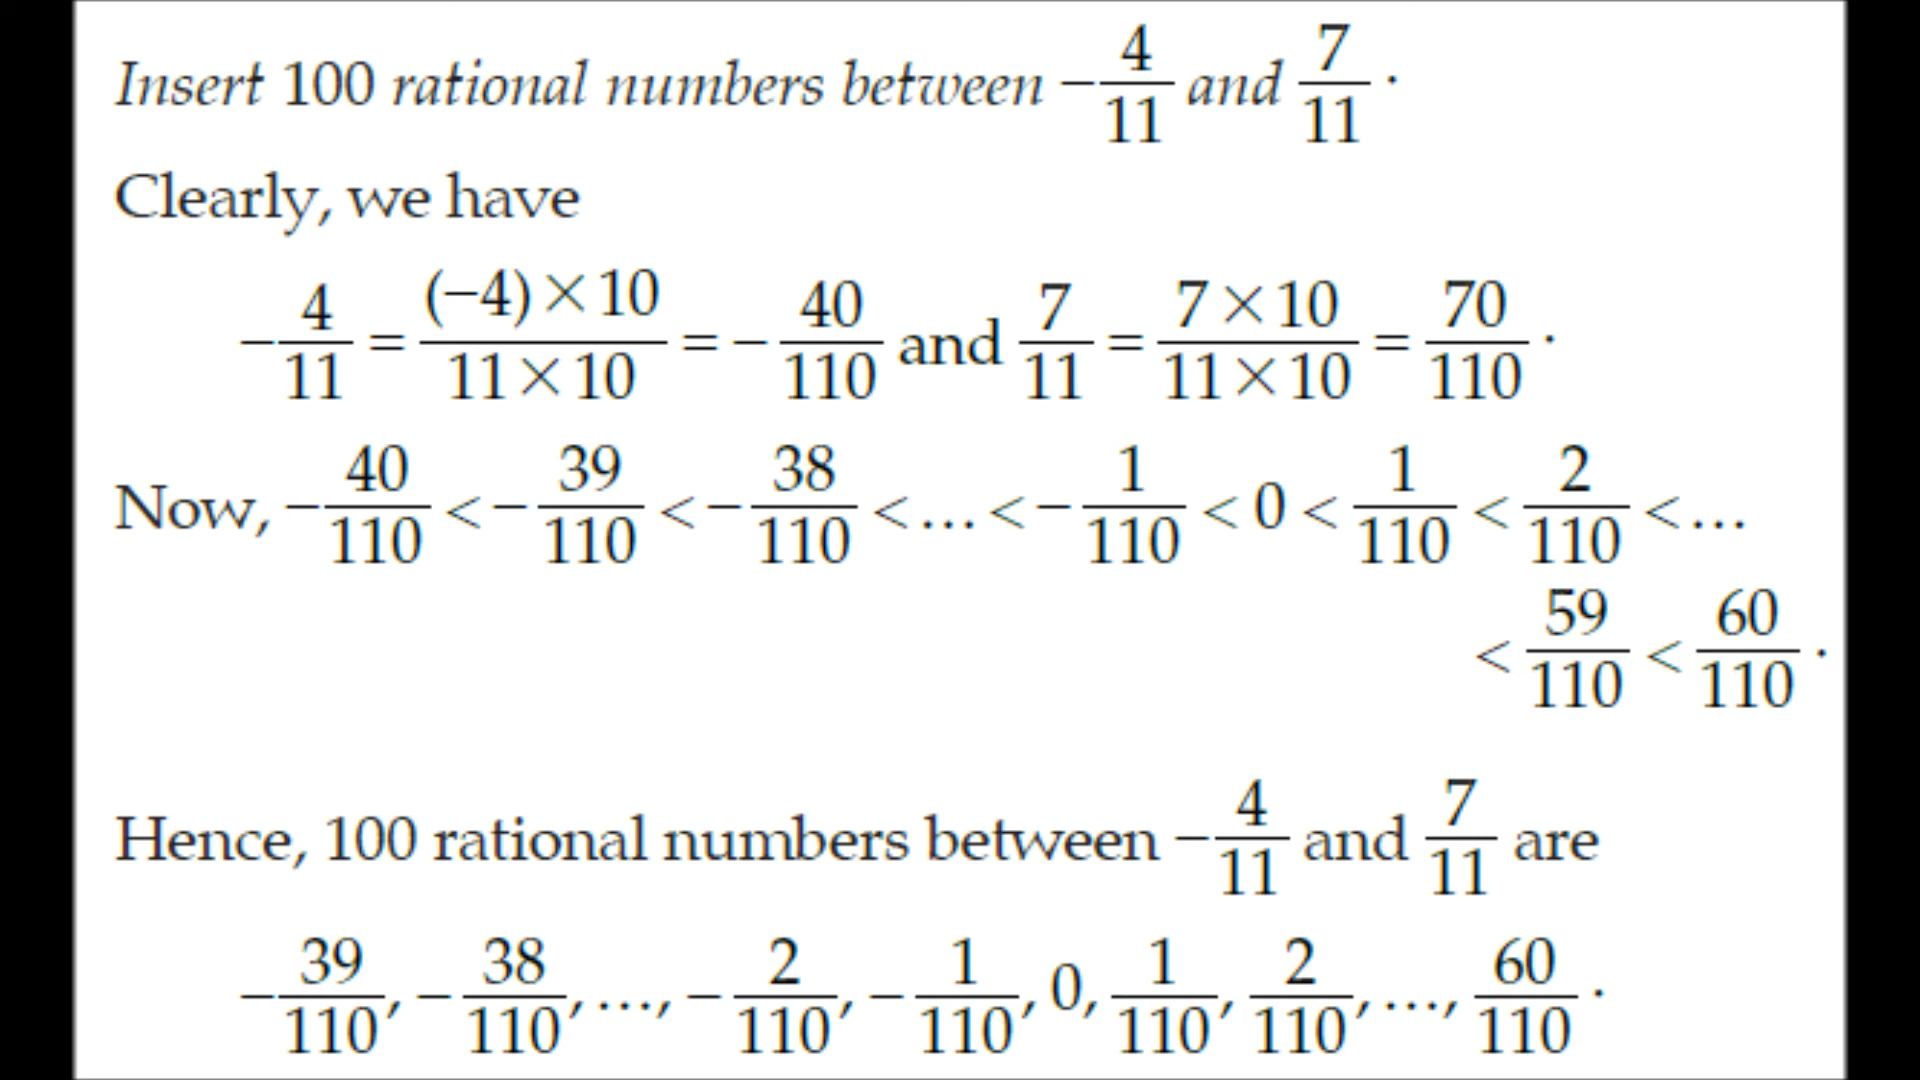 Insert 100 rational numbers between −4/11 and 7/11 ·
Clearly, we have
−4/11 = (−4)×10/11×10 = −40/110 and 7/11 = 7×10/11×10 = 70/110 ·
Now, −40/110 < −39/110 < −38/110 < ... < −1/110 < 0 < 1/110 < 2/110 < ...
< 59/110 < 60/110 ·
Hence, 100 rational numbers between −4/11 and 7/11 are
−39/110, −38/110, ..., −2/110, −1/110, 0, 1/110, 2/110, ..., 60/110 ·